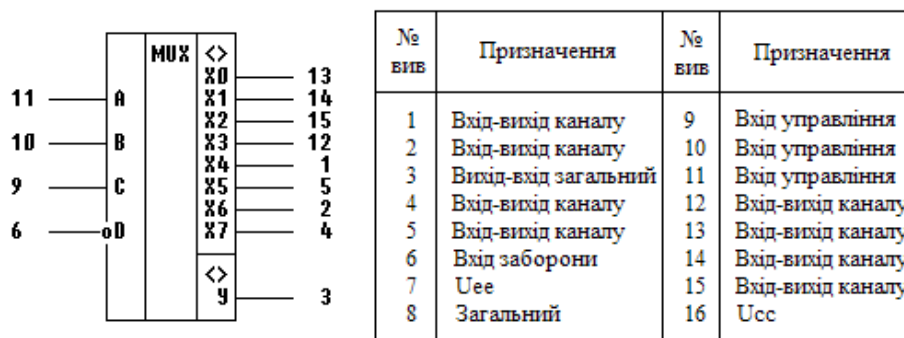 MUX <>
X0 13
11 A X1 14
X2 15
10 B X3 12
X4 1
9 C X5 5
X6 2
6 D X7 4
<>
y 3
№ вив Призначення № вив Призначення
1 Вхід-вихід каналу 9 Вхід управління
2 Вхід-вихід каналу 10 Вхід управління
3 Вихід-вхід загальний 11 Вхід управління
4 Вхід-вихід каналу 12 Вхід-вихід каналу
5 Вхід-вихід каналу 13 Вхід-вихід каналу
6 Вхід заборони 14 Вхід-вихід каналу
7 Uee 15 Вхід-вихід каналу
8 Загальний 16 Ucc